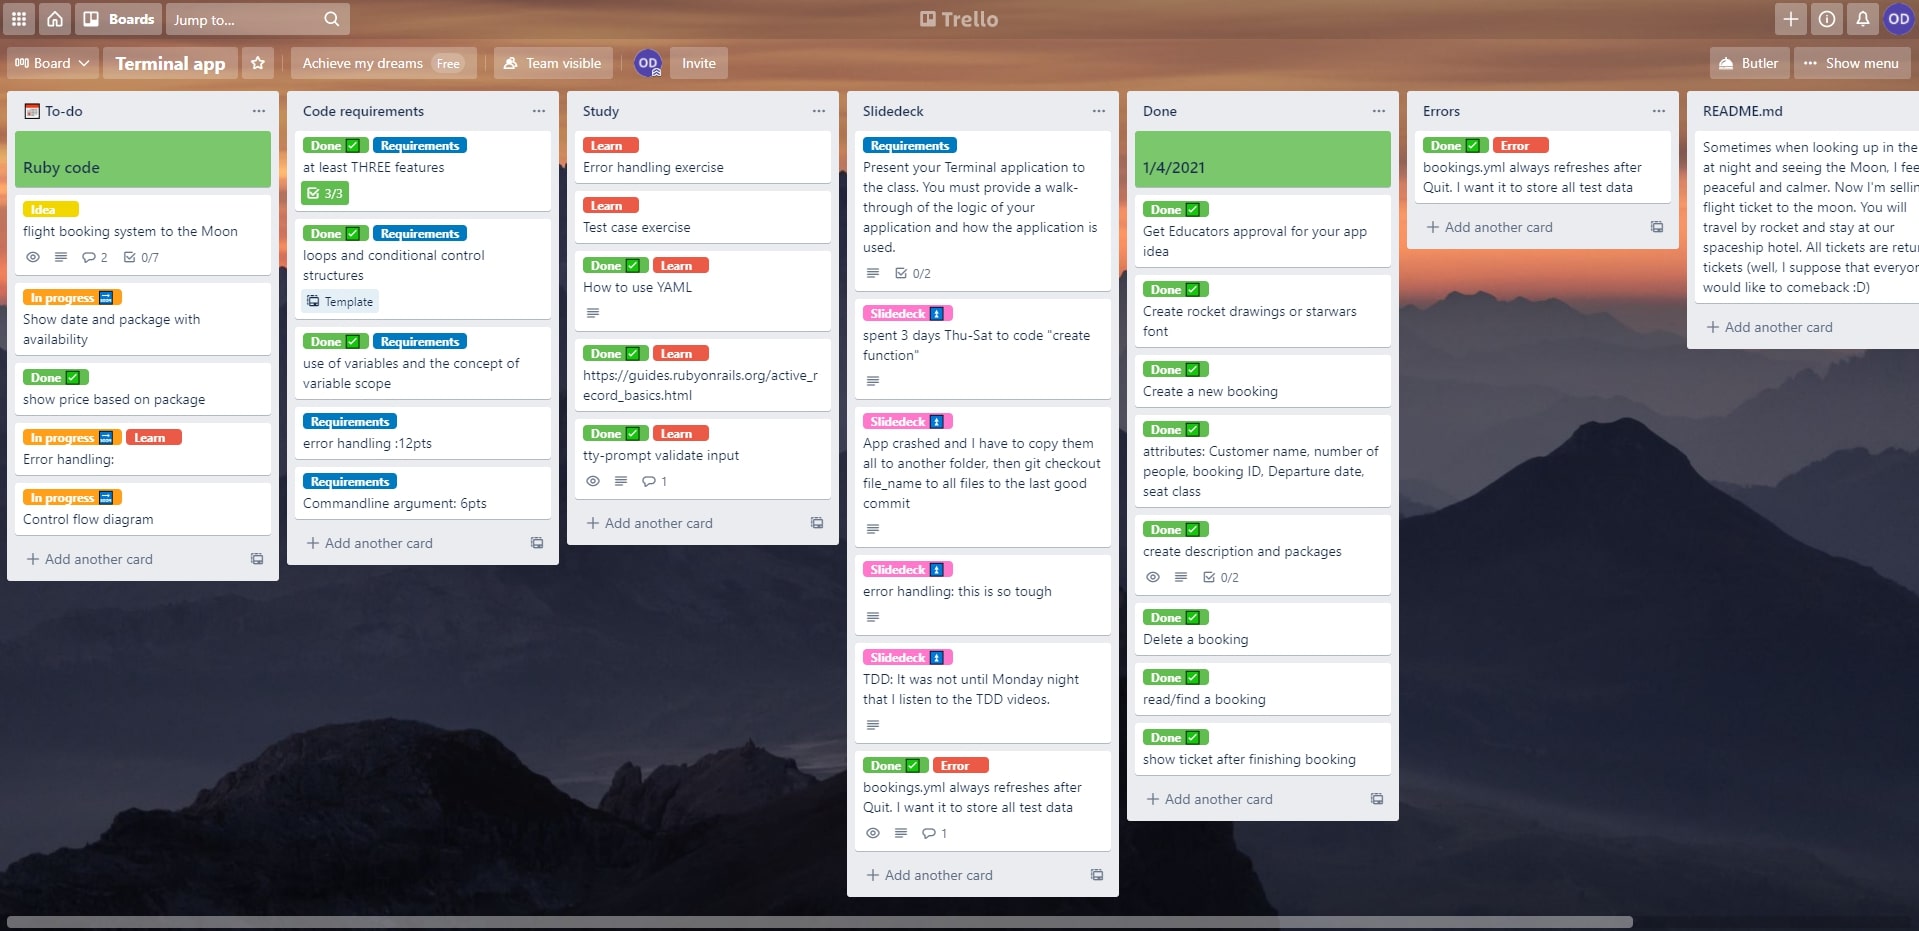 Boards
Jump to...
Trello
OD
Board
Terminal app
Achieve my dreams Free
Team visible
OD
Invite
Butler
... Show menu
To-do
Ruby code
Idea
flight booking system to the Moon
2 0/7
In progress
Show date and package with
availability
Done
show price based on package
In progress Learn
Error handling:
In progress
Control flow diagram
+ Add another card
Code requirements
Done Requirements
at least THREE features
3/3
Done Requirements
loops and conditional control
structures
Template
Done Requirements
use of variables and the concept of
variable scope
Requirements
error handling :12pts
Requirements
Commandline argument: 6pts
+ Add another card
Study
Learn
Error handling exercise
Learn
Test case exercise
Done Learn
How to use YAML
Done Learn
https://guides.rubyonrails.org/active_r
ecord_basics.html
Done Learn
tty-prompt validate input
1
+ Add another card
Slidedeck
Requirements
Present your Terminal application to
the class. You must provide a walk-
through of the logic of your
application and how the application is
used.
0/2
Slidedeck
spent 3 days Thu-Sat to code "create
function"
Slidedeck
App crashed and I have to copy them
all to another folder, then git checkout
file_name to all files to the last good
commit
Slidedeck
error handling: this is so tough
Slidedeck
TDD: It was not until Monday night
that I listen to the TDD videos.
Done Error
bookings.yml always refreshes after
Quit. I want it to store all test data
1
+ Add another card
Done
1/4/2021
Done
Get Educators approval for your app
idea
Done
Create rocket drawings or starwars
font
Done
Create a new booking
Done
attributes: Customer name, number of
people, booking ID, Departure date,
seat class
Done
create description and packages
0/2
Done
Delete a booking
Done
read/find a booking
Done
show ticket after finishing booking
+ Add another card
Errors
Done Error
bookings.yml always refreshes after
Quit. I want it to store all test data
+ Add another card
README.md
Sometimes when looking up in the
at night and seeing the Moon, I fee
peaceful and calmer. Now I'm sellin
flight ticket to the moon. You will
travel by rocket and stay at our
spaceship hotel. All tickets are retu
tickets (well, I suppose that everyon
would like to comeback :D)
+ Add another card